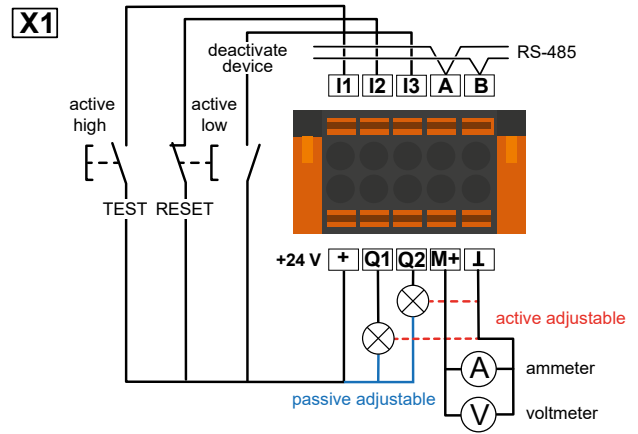 X1
deactivate
device
RS-485
I1 I2 I3 A B
active
high
active
low
TEST RESET
+24 V + Q1 Q2 M+ ⊥
active adjustable
passive adjustable
A ammeter
V voltmeter